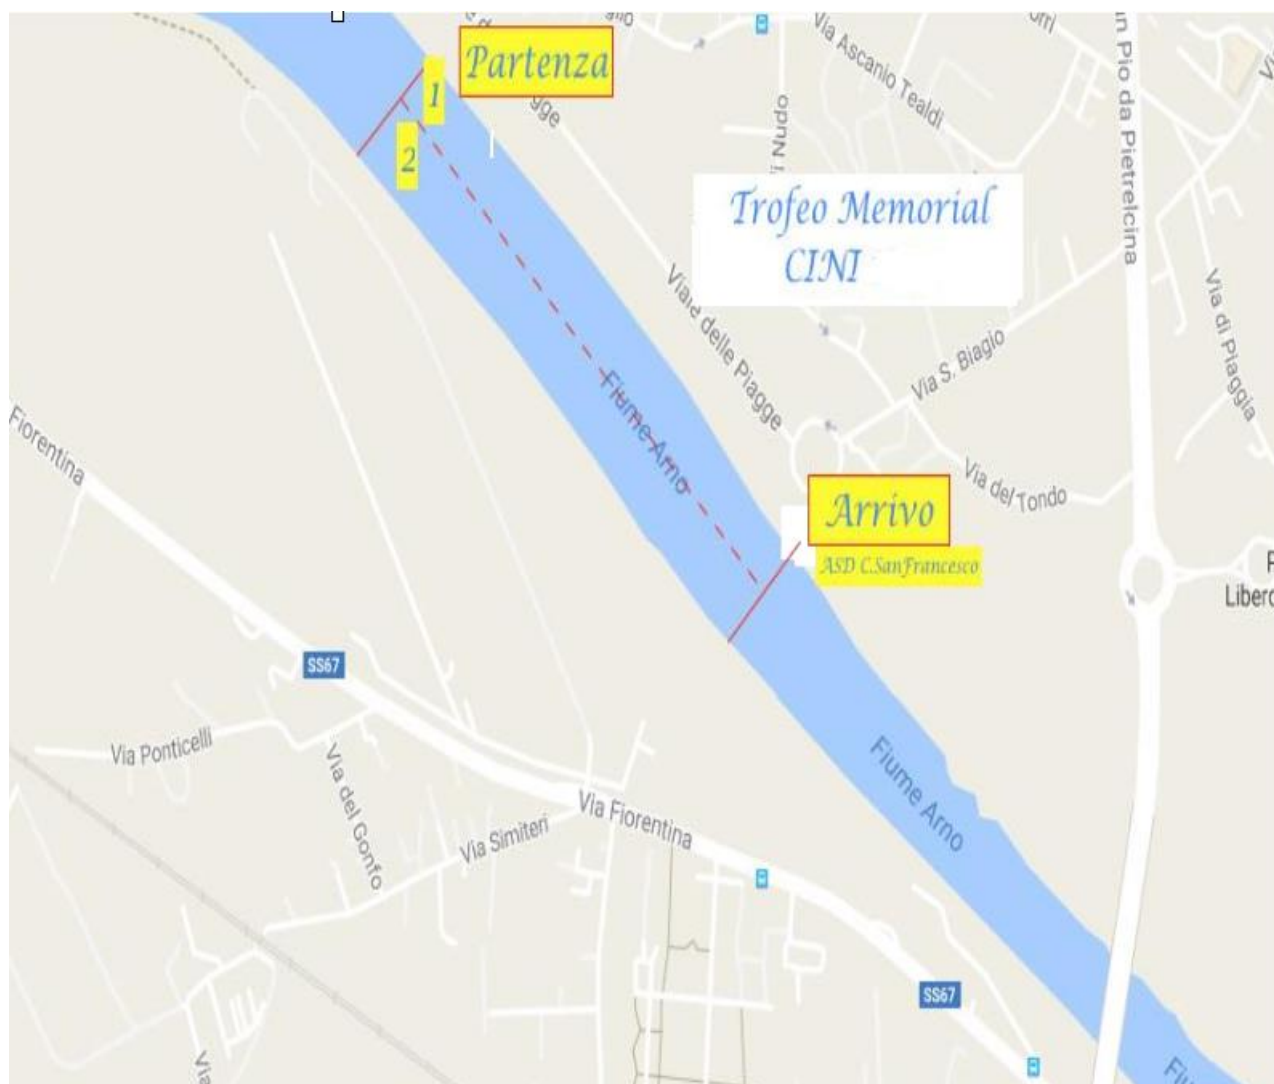 Partenza
1
2
Via Ascanio Tealdi
Pio da Pietrelcina
Trofeo Memorial
CINI
Viale delle Piagge
Via S. Biagio
Via di Piaggia
Fiorentina
Fiume Arno
Via del Tondo
Arrivo
ASD C.SanFrancesco
SS67
Via Ponticelli
Via del Gonfo
Via Simiteri
Via Fiorentina
Fiume Arno
SS67
Via